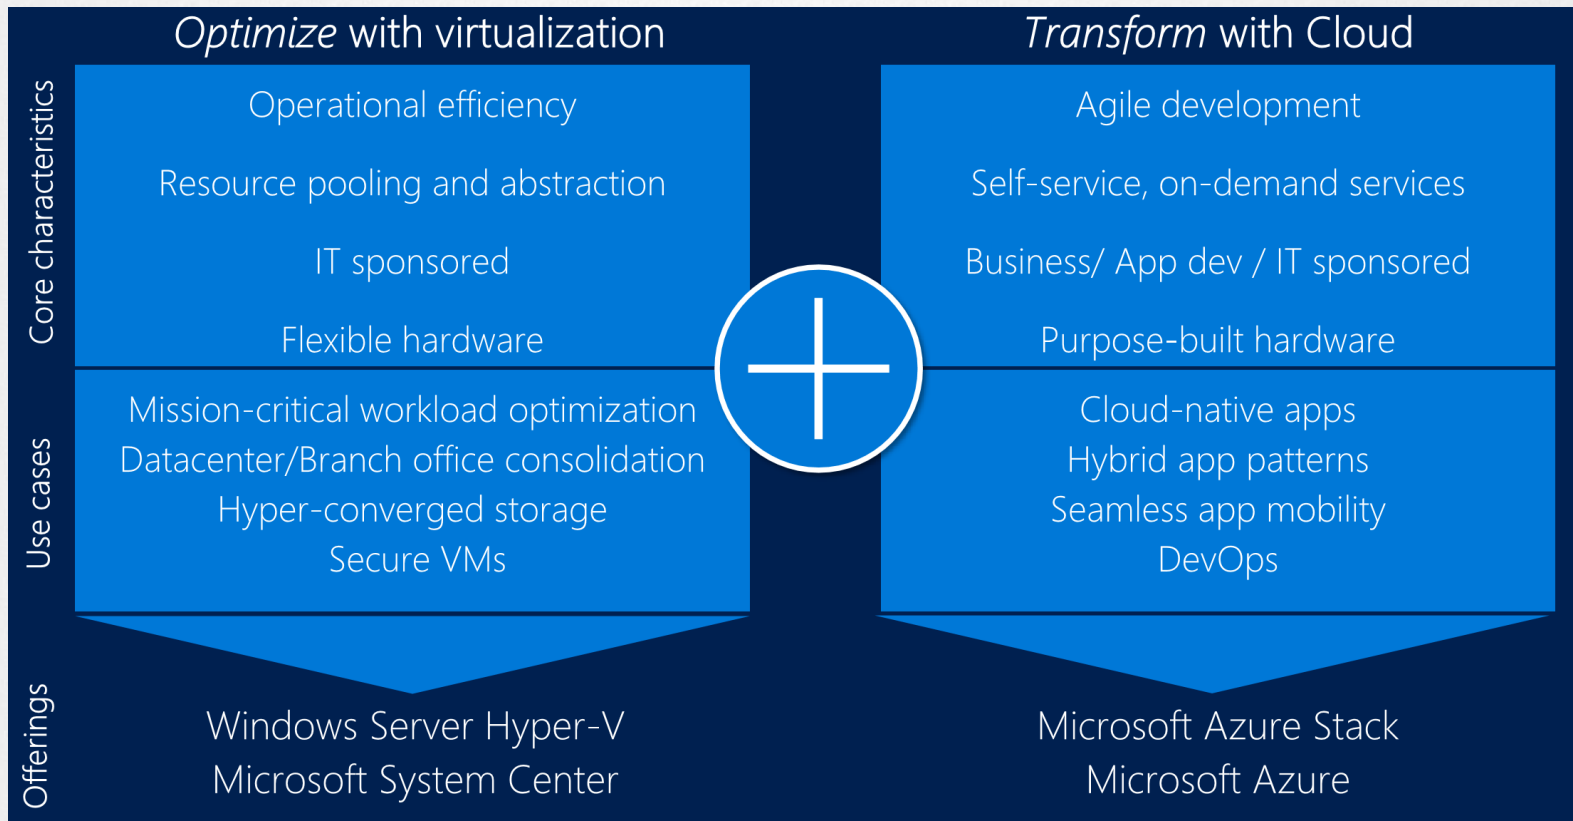 Optimize with virtualization
Transform with Cloud
Core characteristics
Operational efficiency
Resource pooling and abstraction
IT sponsored
Flexible hardware
Agile development
Self-service, on-demand services
Business/ App dev / IT sponsored
Purpose-built hardware
Use cases
Mission-critical workload optimization
Datacenter/Branch office consolidation
Hyper-converged storage
Secure VMs
Cloud-native apps
Hybrid app patterns
Seamless app mobility
DevOps
Offerings
Windows Server Hyper-V
Microsoft System Center
Microsoft Azure Stack
Microsoft Azure